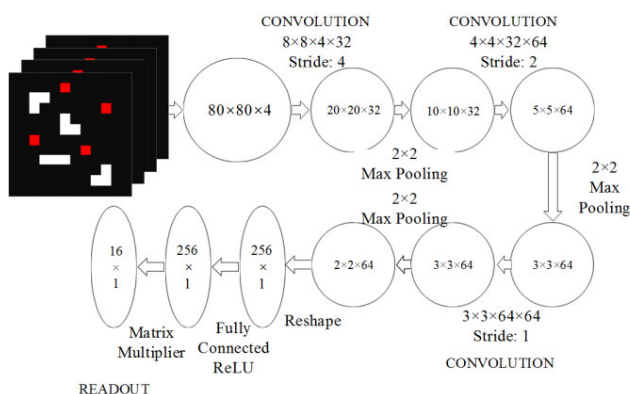 CONVOLUTION
8×8×4×32
Stride: 4
CONVOLUTION
4×4×32×64
Stride: 2
80×80×4
20×20×32
10×10×32
5×5×64
2×2
Max Pooling
2×2
Max
Pooling
2×2
Max Pooling
16
×
1
256
×
1
256
×
1
2×2×64
3×3×64
3×3×64
Matrix
Multiplier
Fully
Connected
ReLU
Reshape
3×3×64×64
Stride: 1
CONVOLUTION
READOUT